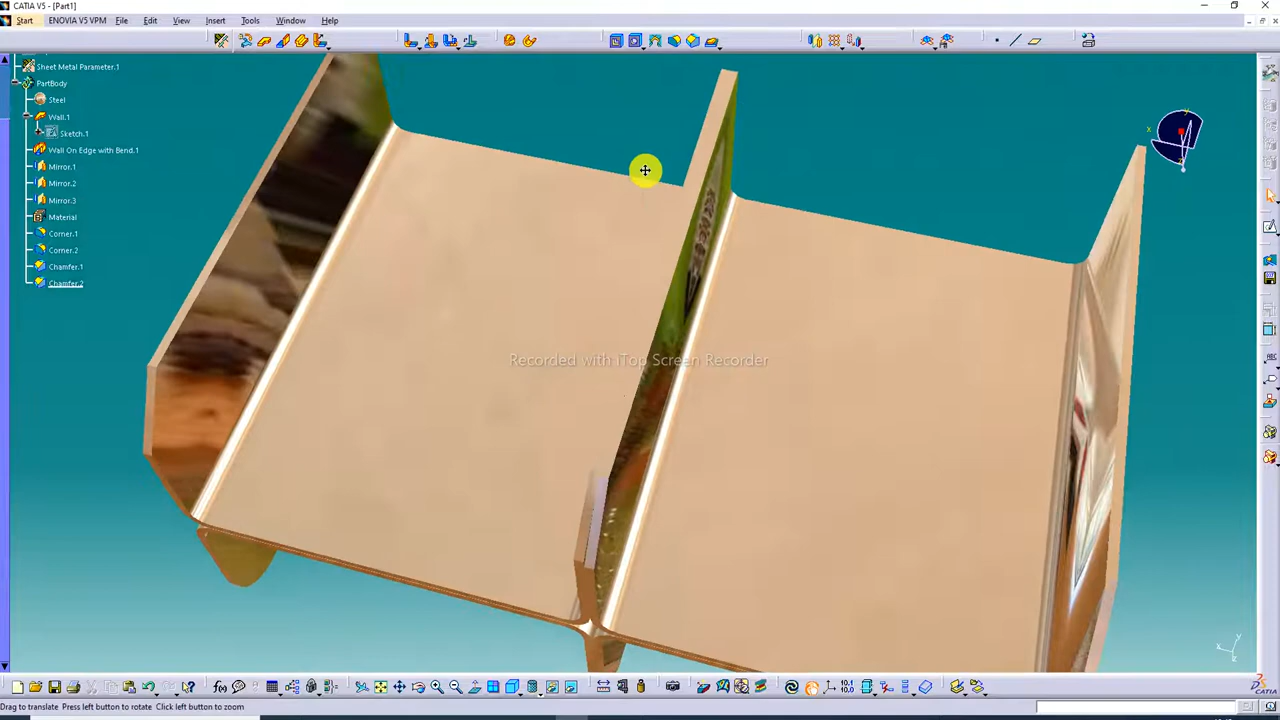 CATIA V5 - [Part1]
Start ENOVIA V5 VPM File Edit View Insert Tools Window Help
Sheet Metal Parameter.1
PartBody
Steel
Wall.1
Sketch.1
Wall On Edge with Bend.1
Mirror.1
Mirror.2
Mirror.3
Material
Corner.1
Corner.2
Chamfer.1
Chamfer.2
Recorded with iTop Screen Recorder
Drag to translate Press left button to rotate Click left button to zoom